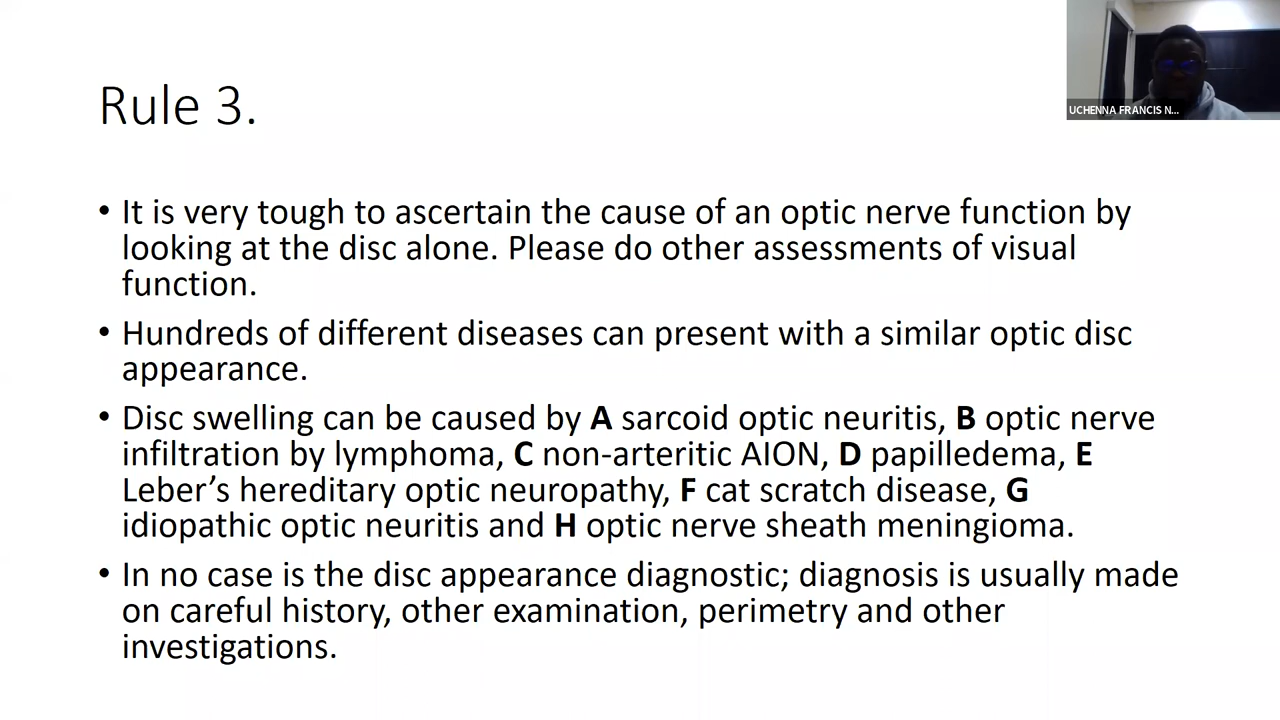 UCHENNA FRANCIS N...
Rule 3.
• It is very tough to ascertain the cause of an optic nerve function by
looking at the disc alone. Please do other assessments of visual
function.
• Hundreds of different diseases can present with a similar optic disc
appearance.
• Disc swelling can be caused by A sarcoid optic neuritis, B optic nerve
infiltration by lymphoma, C non-arteritic AION, D papilledema, E
Leber’s hereditary optic neuropathy, F cat scratch disease, G
idiopathic optic neuritis and H optic nerve sheath meningioma.
• In no case is the disc appearance diagnostic; diagnosis is usually made
on careful history, other examination, perimetry and other
investigations.